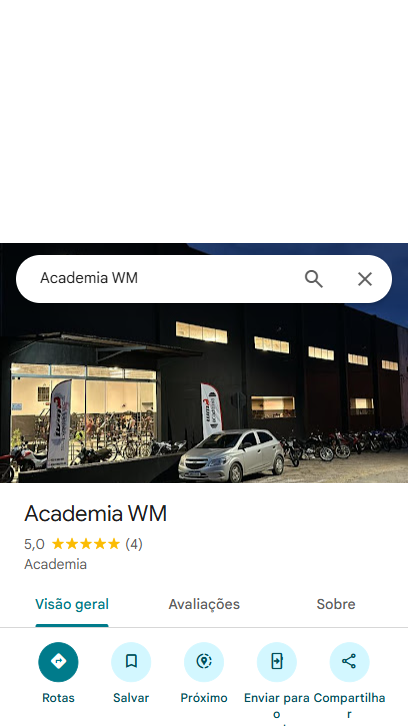 Academia WM
Academia WM
5,0 (4)
Academia
Visão geral Avaliações Sobre
Rotas Salvar Próximo Enviar para o Compartilhar